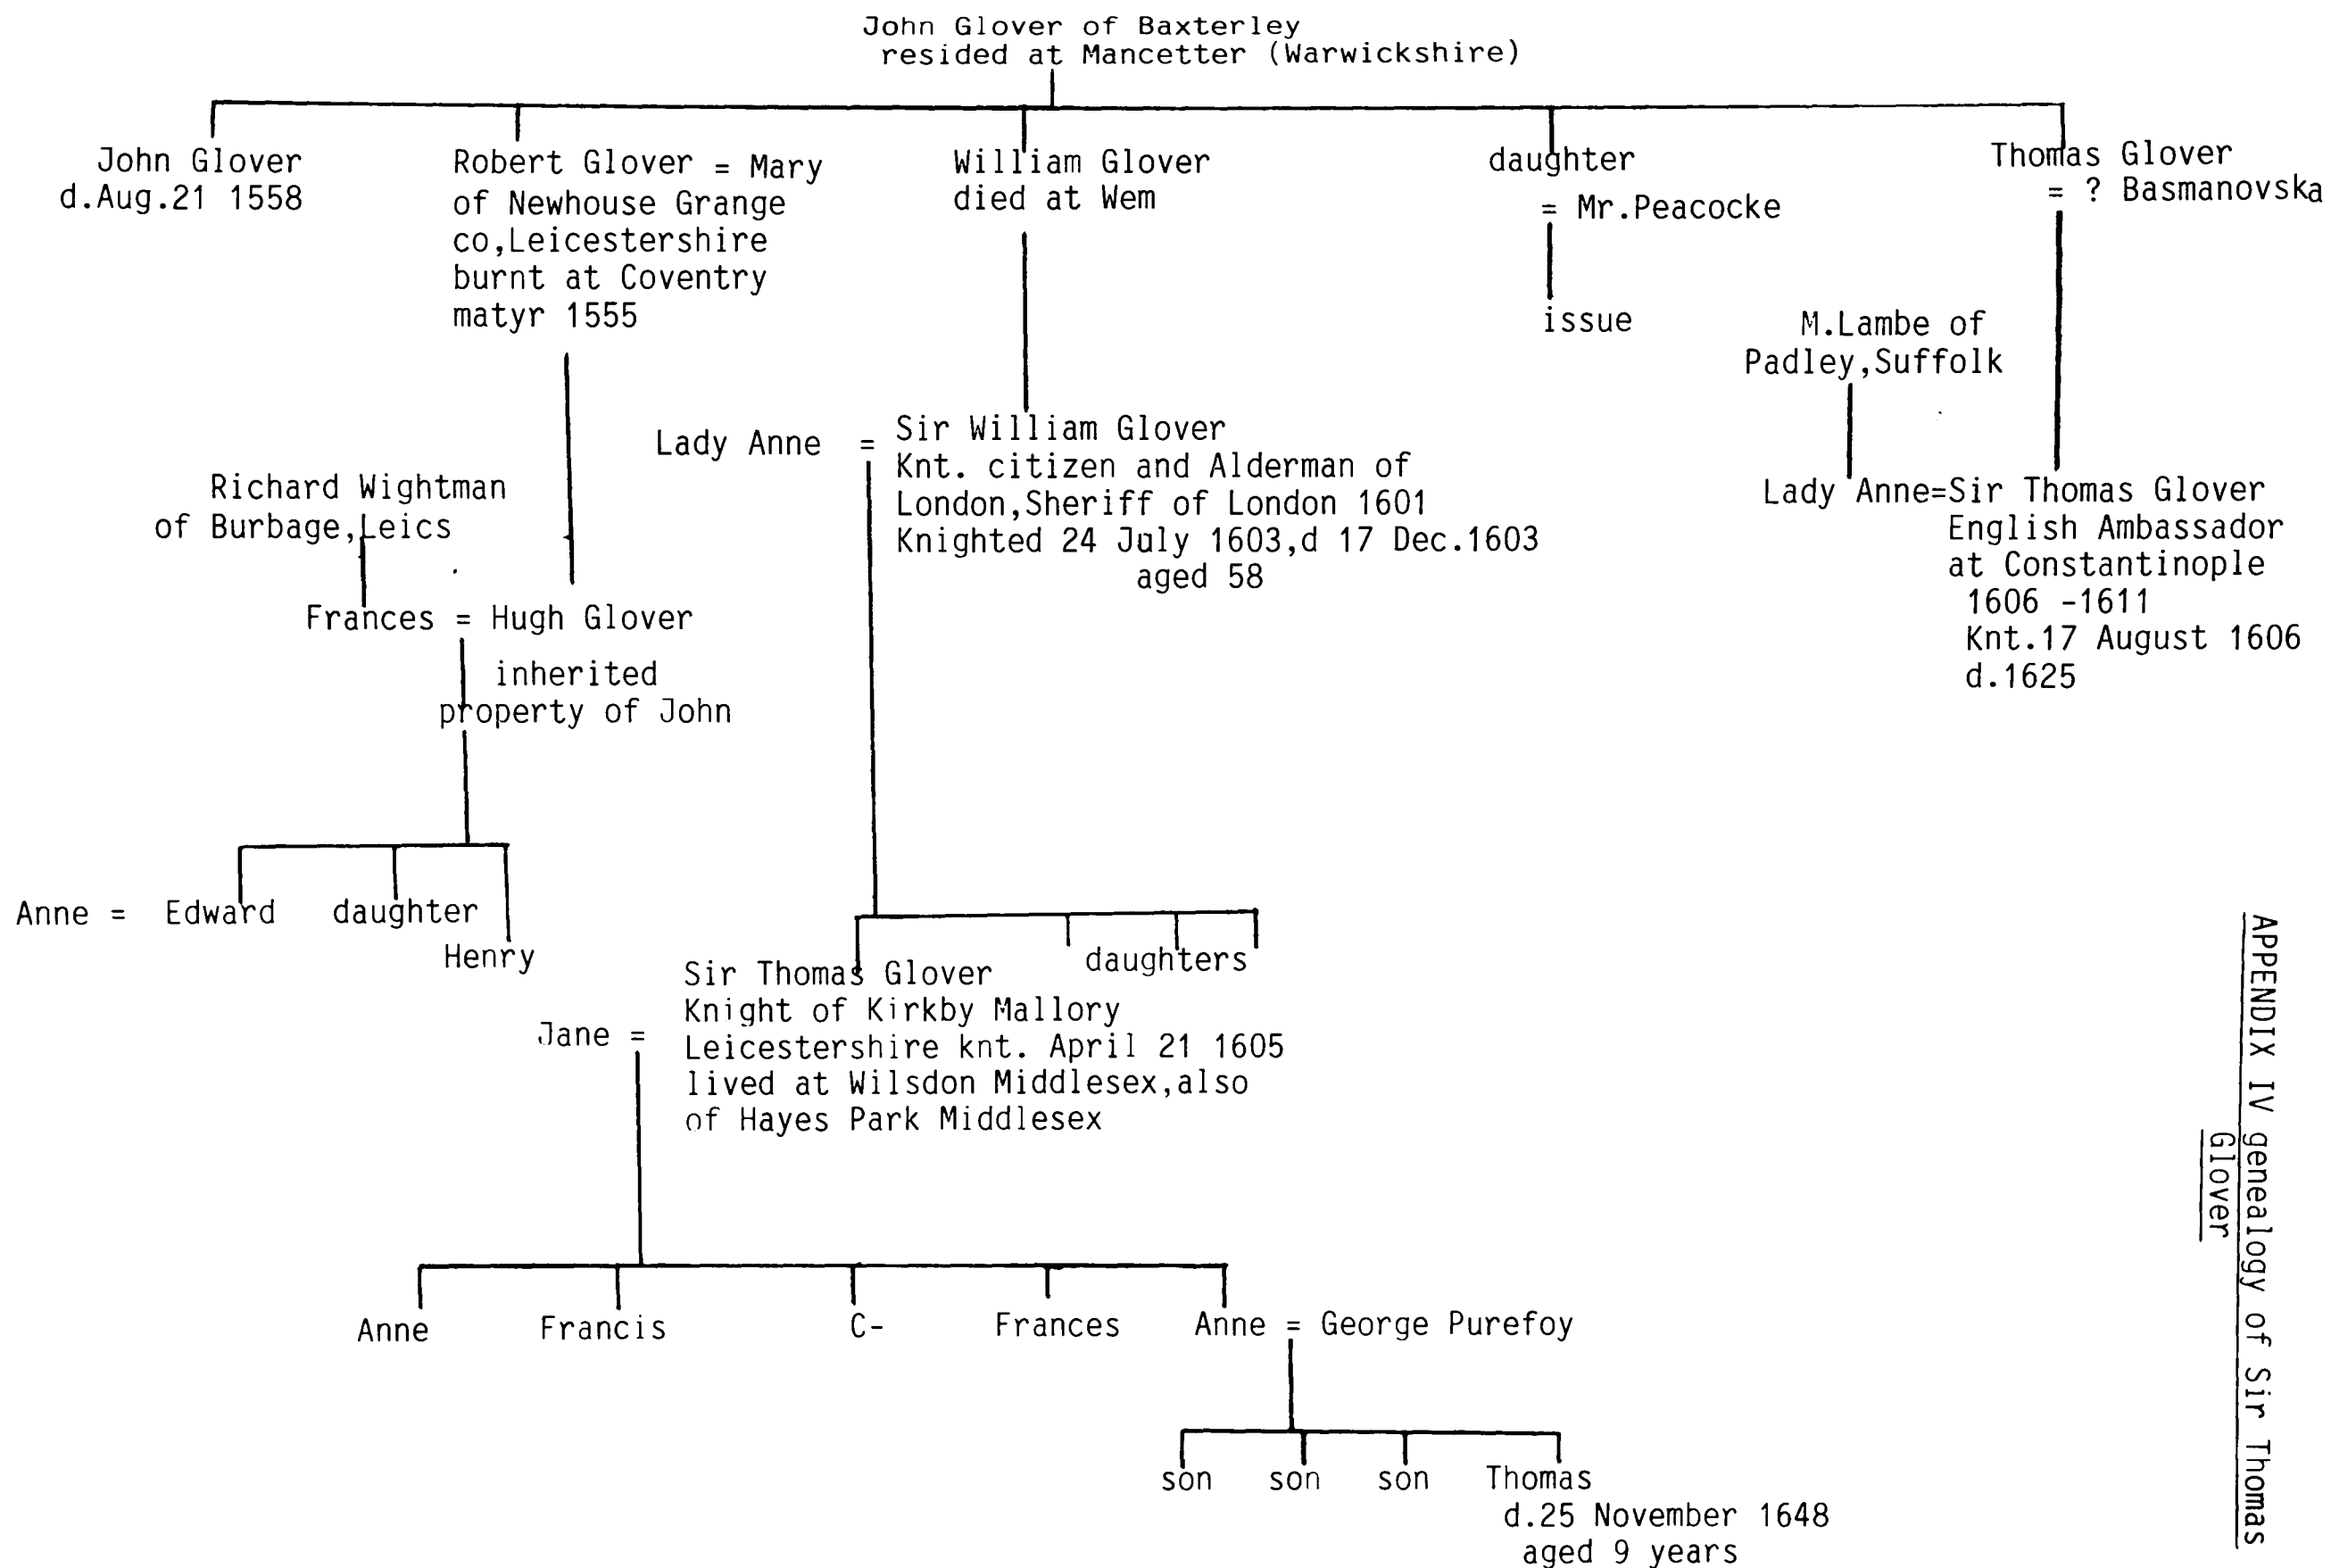 John Glover of Baxterley
resided at Mancetter (Warwickshire)
John Glover
d.Aug.21 1558
Robert Glover = Mary
of Newhouse Grange
co,Leicestershire
burnt at Coventry
matyr 1555
William Glover
died at Wem
daughter
= Mr.Peacocke
issue
Thomas Glover
= ? Basmanovska
M.Lambe of
Padley,Suffolk
Lady Anne =
Sir William Glover
Knt. citizen and Alderman of
London,Sheriff of London 1601
Knighted 24 July 1603,d 17 Dec.1603
aged 58
Lady Anne=Sir Thomas Glover
English Ambassador
at Constantinople
1606 -1611
Knt.17 August 1606
d.1625
Richard Wightman
of Burbage,Leics
Frances = Hugh Glover
inherited
property of John
Anne = Edward
daughter
Henry
Jane =
Sir Thomas Glover
Knight of Kirkby Mallory
Leicestershire knt. April 21 1605
lived at Wilsdon Middlesex,also
of Hayes Park Middlesex
daughters
Anne
Francis
C-
Frances
Anne = George Purefoy
son
son
son
Thomas
d.25 November 1648
aged 9 years
APPENDIX IV genealogy of Sir Thomas
Glover